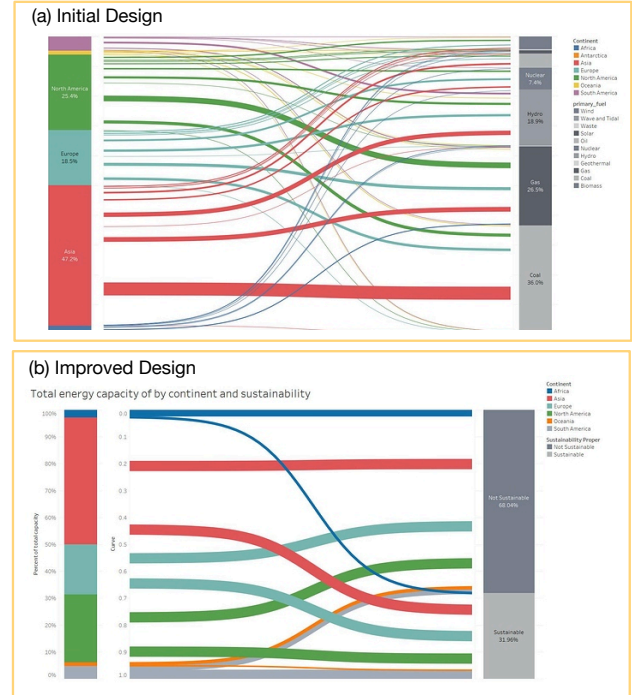 (a) Initial Design
North America
25.4%
Europe
18.5%
Asia
47.2%
Nuclear
7.4%
Hydro
18.9%
Gas
26.5%
Coal
36.0%
Continent
Africa
Antarctica
Asia
Europe
North America
Oceania
South America
primary_fuel
Wind
Wave and Tidal
Waste
Solar
Oil
Nuclear
Hydro
Geothermal
Gas
Coal
Biomass
(b) Improved Design
Total energy capacity of by continent and sustainability
Percent of total capacity
100%
90%
80%
70%
60%
50%
40%
30%
20%
10%
0%
Curve
0.0
0.1
0.2
0.3
0.4
0.5
0.6
0.7
0.8
0.9
1.0
Not Sustainable
68.04%
Sustainable
31.96%
Continent
Africa
Asia
Europe
North America
Oceania
South America
Sustainability Proper
Not Sustainable
Sustainable